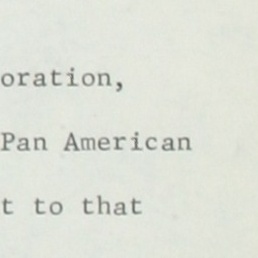 oration,
Pan American
t to that